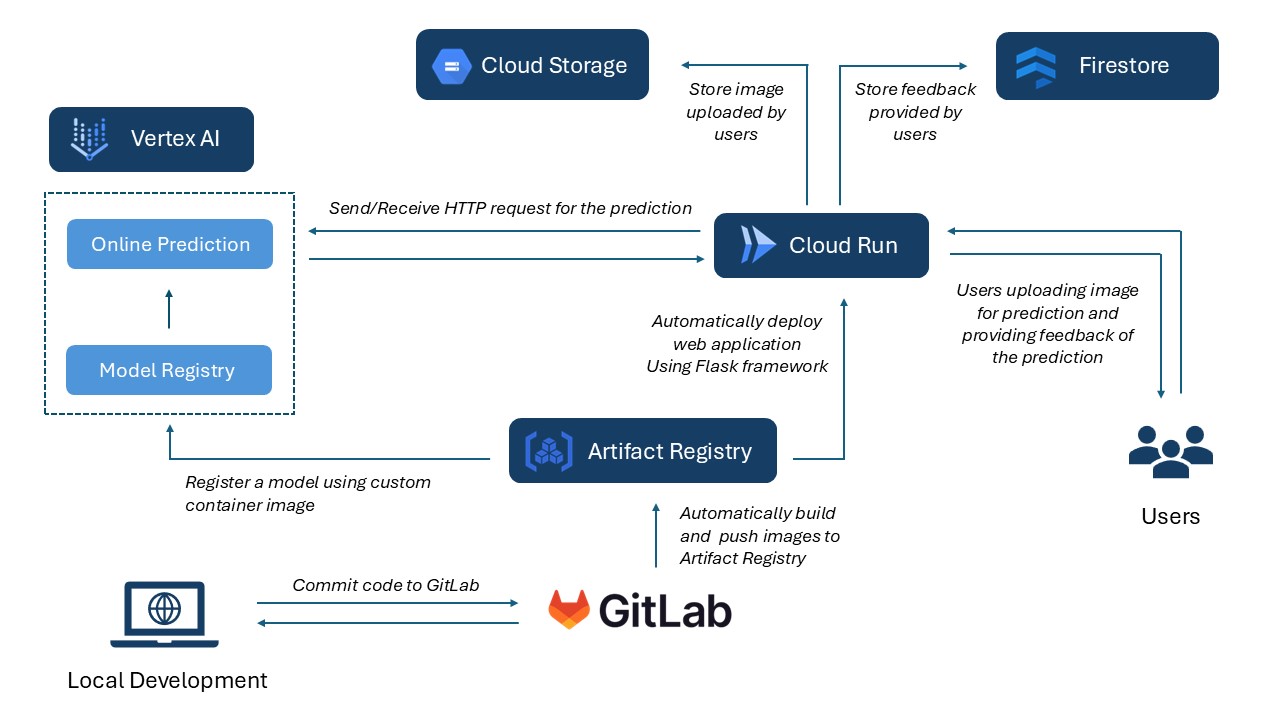 Cloud Storage
Firestore
Store image
uploaded by
users
Store feedback
provided by
users
Vertex AI
Send/Receive HTTP request for the prediction
Online Prediction
Cloud Run
Users uploading image
for prediction and
providing feedback of
the prediction
Automatically deploy
web application
Using Flask framework
Model Registry
Artifact Registry
Register a model using custom
container image
Automatically build
and  push images to
Artifact Registry
Users
Commit code to GitLab
GitLab
Local Development